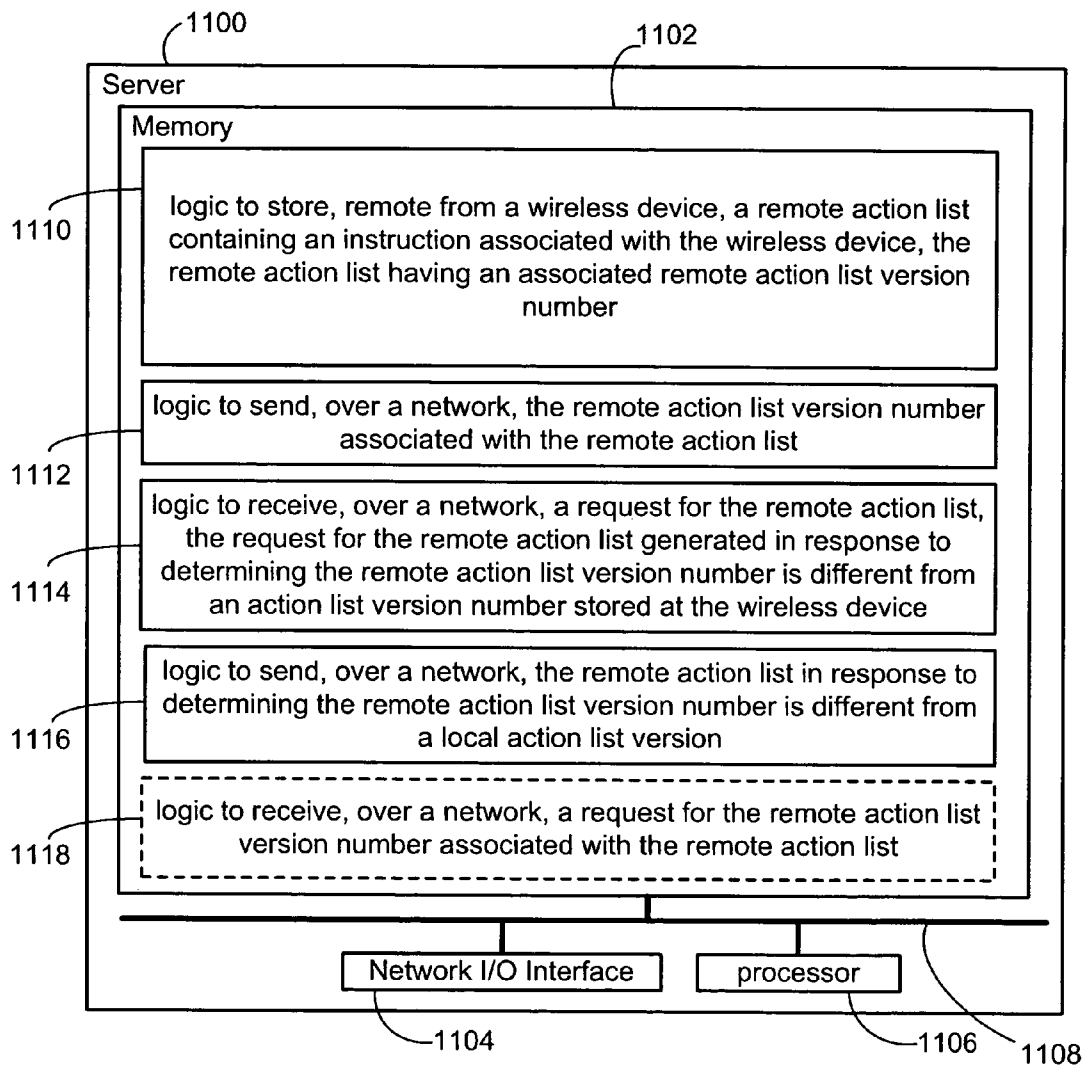 1100
1102
Server
Memory
logic to store, remote from a wireless device, a remote action list
containing an instruction associated with the wireless device, the
remote action list having an associated remote action list version
number
1110
logic to send, over a network, the remote action list version number
associated with the remote action list
1112
logic to receive, over a network, a request for the remote action list,
the request for the remote action list generated in response to
determining the remote action list version number is different from
an action list version number stored at the wireless device
1114
logic to send, over a network, the remote action list in response to
determining the remote action list version number is different from
a local action list version
1116
logic to receive, over a network, a request for the remote action list
version number associated with the remote action list
1118
Network I/O Interface
processor
1104
1106
1108